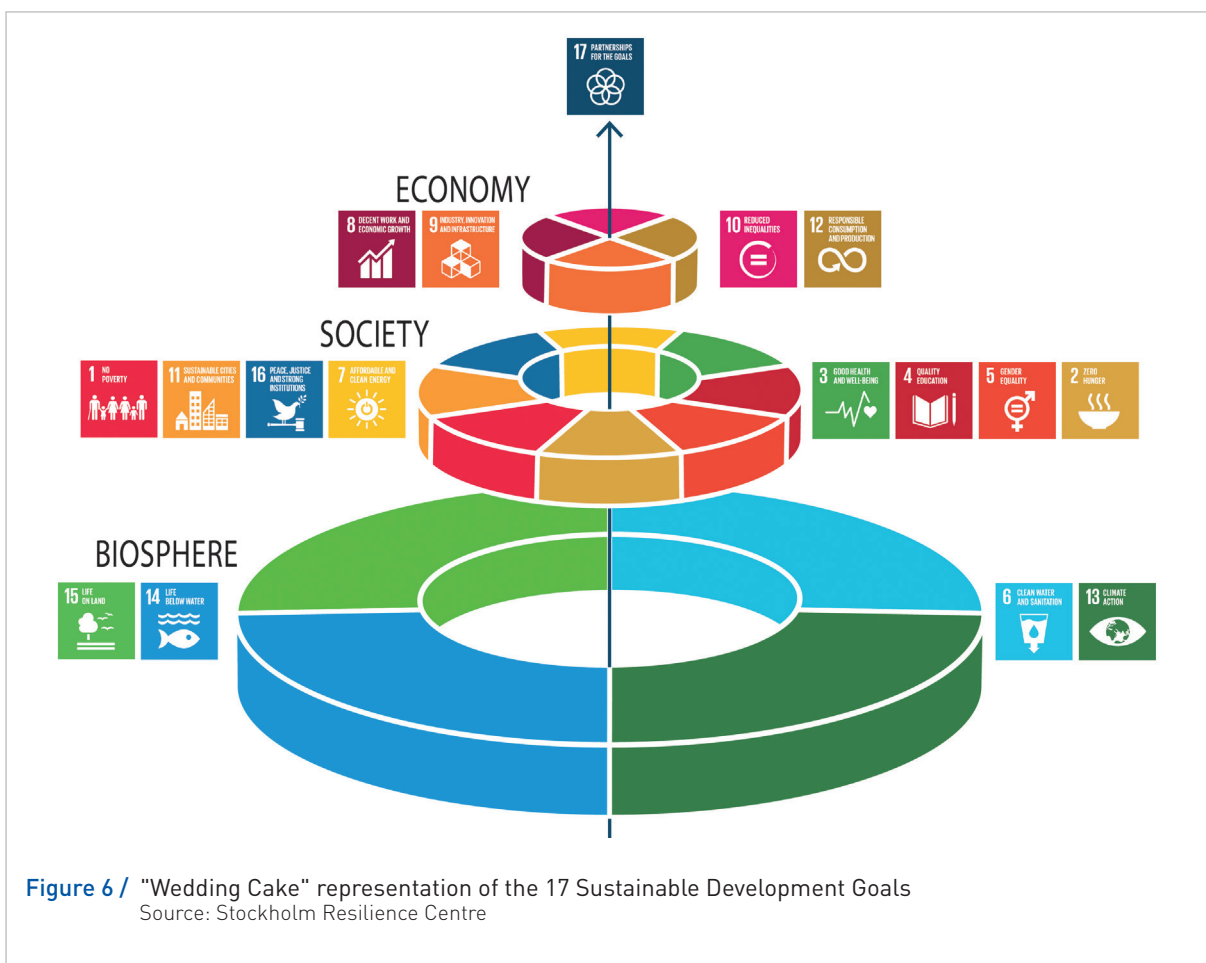 17 PARTNERSHIPS
FOR THE GOALS
ECONOMY
8 DECENT WORK AND
ECONOMIC GROWTH
9 INDUSTRY, INNOVATION
AND INFRASTRUCTURE
10 REDUCED
INEQUALITIES
12 RESPONSIBLE
CONSUMPTION
AND PRODUCTION
SOCIETY
1 NO
POVERTY
11 SUSTAINABLE CITIES
AND COMMUNITIES
16 PEACE, JUSTICE
AND STRONG
INSTITUTIONS
7 AFFORDABLE AND
CLEAN ENERGY
3 GOOD HEALTH
AND WELL-BEING
4 QUALITY
EDUCATION
5 GENDER
EQUALITY
2 ZERO
HUNGER
BIOSPHERE
15 LIFE
ON LAND
14 LIFE
BELOW WATER
6 CLEAN WATER
AND SANITATION
13 CLIMATE
ACTION
Figure 6 / "Wedding Cake" representation of the 17 Sustainable Development Goals
Source: Stockholm Resilience Centre